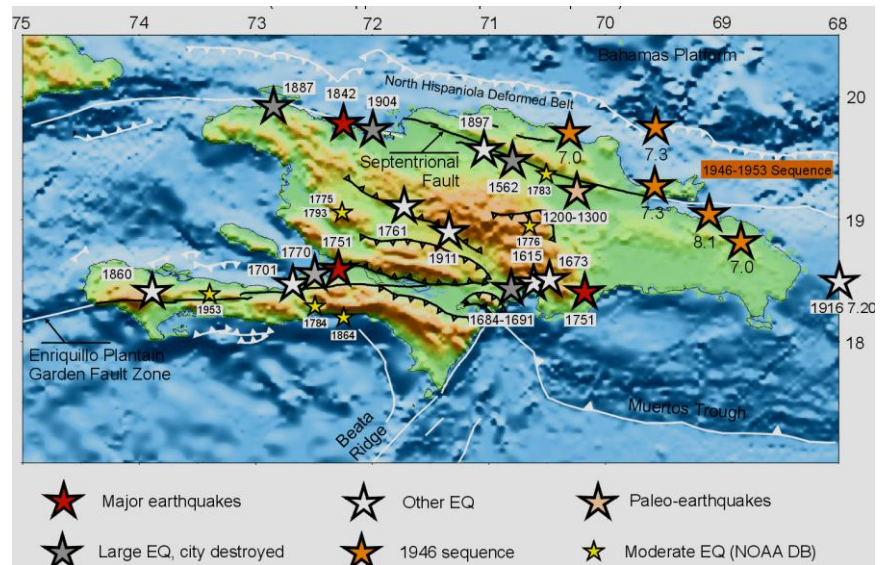 75 74 73 72 71 70 69 68
Bahamas Platform
North Hispaniola Deformed Belt
20
1887
1842
1904
1897
7.0
7.3
Septentrional
Fault
1562
1783
1946-1953 Sequence
7.3
1200-1300
19
1775
1793
1761
1911
1776
8.1
7.0
1860
1701
1770
1751
1615
1673
1953
1784
1864
1684-1691
1751
1916 7.20
18
Enriquillo Plantain
Garden Fault Zone
Beata
Ridge
Muertos Trough
Major earthquakes
Other EQ
Paleo-earthquakes
Large EQ, city destroyed
1946 sequence
Moderate EQ (NOAA DB)